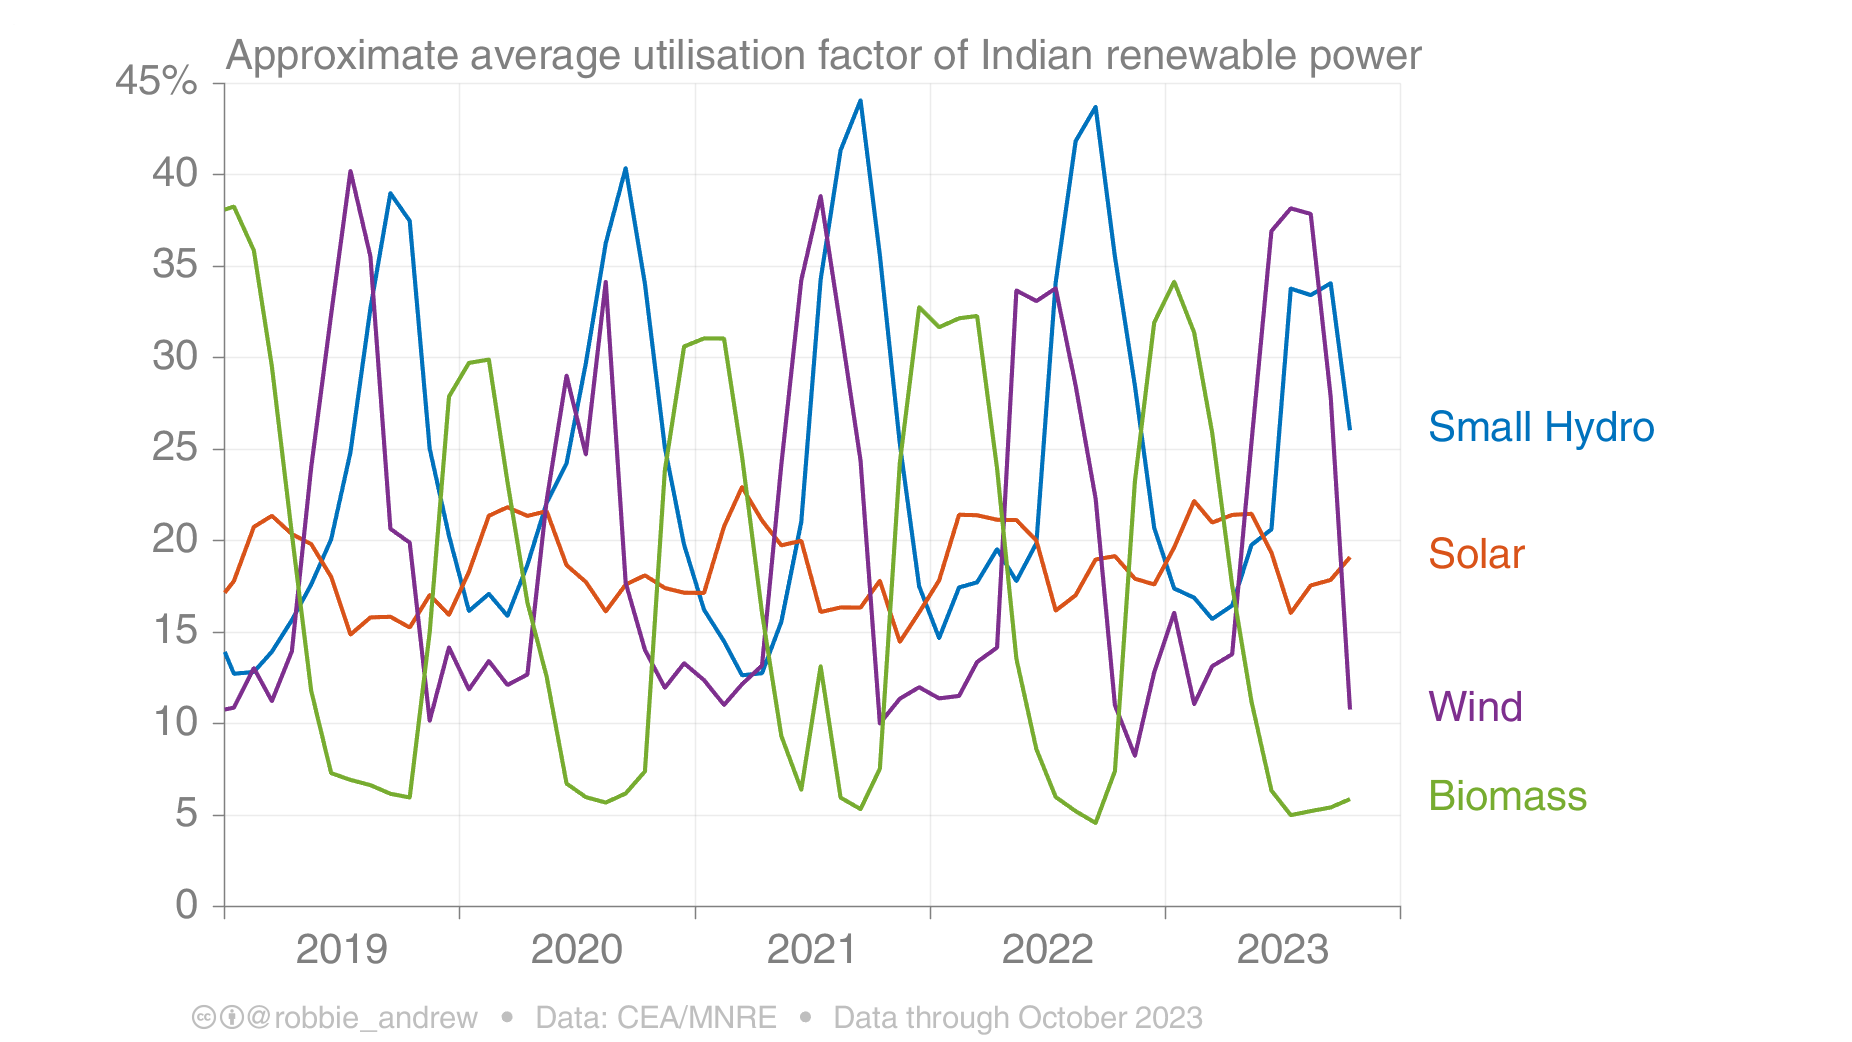 Approximate average utilisation factor of Indian renewable power
45%
40
35
30
25
20
15
10
5
0
Small Hydro
Solar
Wind
Biomass
2019 2020 2021 2022 2023
@robbie_andrew • Data: CEA/MNRE • Data through October 2023